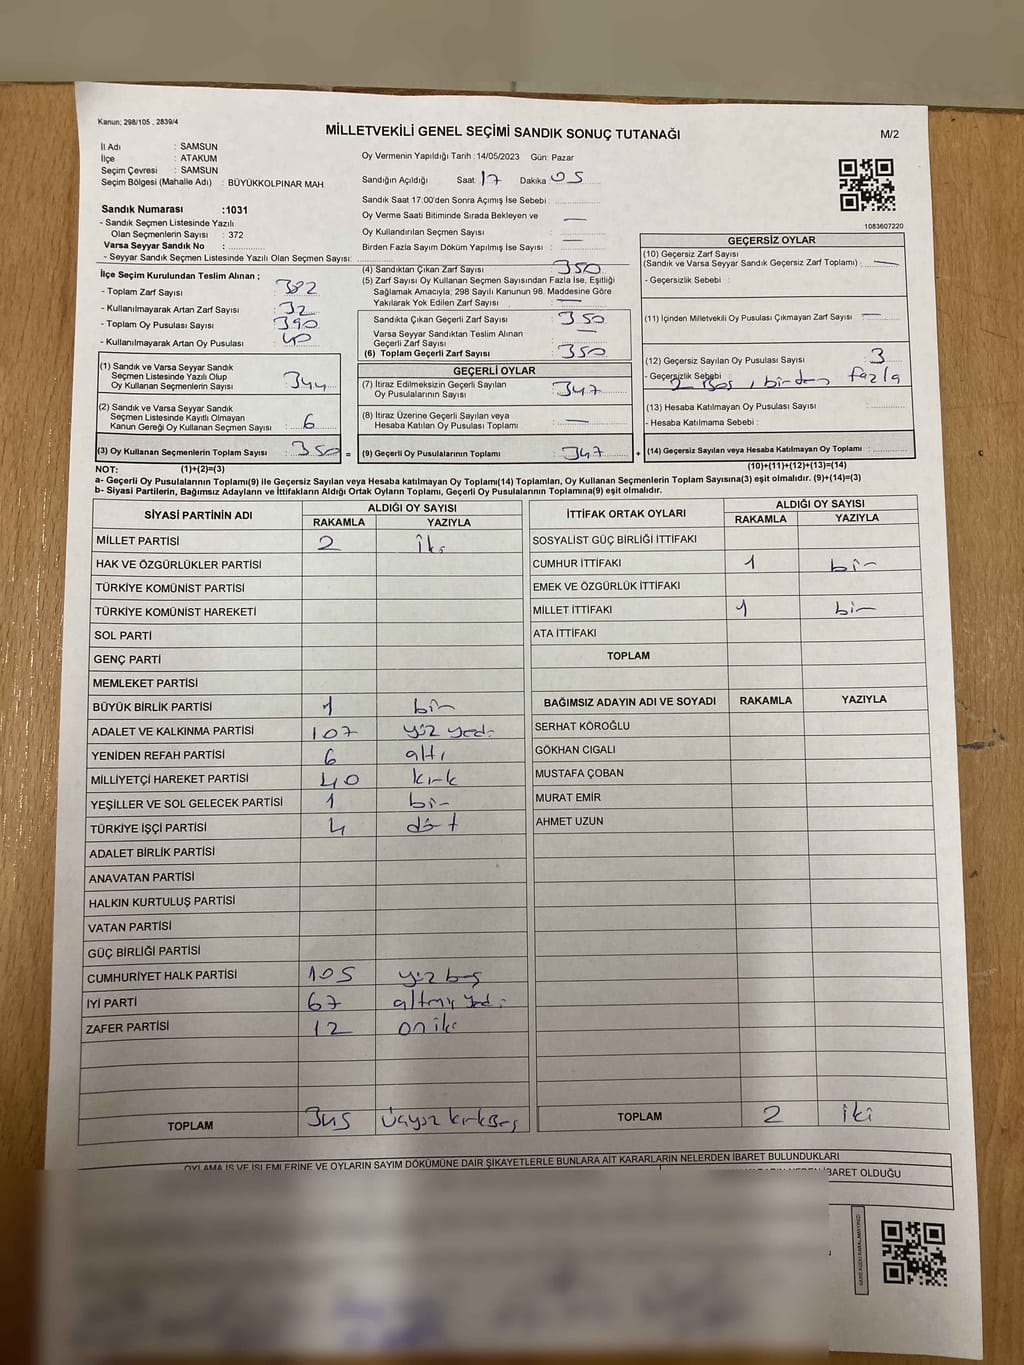 Kanun; 298/105 , 2839/4
MİLLETVEKİLİ GENEL SEÇİMİ SANDIK SONUÇ TUTANAĞI
M/2
İl Adı : SAMSUN
İlçe : ATAKUM
Seçim Çevresi : SAMSUN
Seçim Bölgesi (Mahalle Adı) : BÜYÜKKOLPINAR MAH.
Oy Vermenin Yapıldığı Tarih :14/05/2023 Gün: Pazar
Sandığın Açıldığı Saat: 17 Dakika: 05
Sandık Saat 17:00'den Sonra Açımış İse Sebebi :
Oy Verme Saati Bitiminde Sırada Bekleyen ve
Oy Kullandırılan Seçmen Sayısı : —
Birden Fazla Sayım Döküm Yapılmış İse Sayısı : —
1083607220
Sandık Numarası :1031
- Sandık Seçmen Listesinde Yazılı
Olan Seçmenlerin Sayısı : 372
Varsa Seyyar Sandık No :
- Seyyar Sandık Seçmen Listesinde Yazılı Olan Seçmen Sayısı:
İlçe Seçim Kurulundan Teslim Alınan ;
- Toplam Zarf Sayısı : 382
- Kullanılmayarak Artan Zarf Sayısı : 32
- Toplam Oy Pusulası Sayısı : 390
- Kullanılmayarak Artan Oy Pusulası : 40
(1) Sandık ve Varsa Seyyar Sandık
Seçmen Listesinde Yazılı Olup
Oy Kullanan Seçmenlerin Sayısı : 344
(2) Sandık ve Varsa Seyyar Sandık
Seçmen Listesinde Kayıtlı Olmayan
Kanun Gereği Oy Kullanan Seçmen Sayısı : 6
(3) Oy Kullanan Seçmenlerin Toplam Sayısı : 350 =
(4) Sandıktan Çıkan Zarf Sayısı : 350
(5) Zarf Sayısı Oy Kullanan Seçmen Sayısından Fazla İse, Eşitliği
Sağlamak Amacıyla; 298 Sayılı Kanunun 98. Maddesine Göre
Yakılarak Yok Edilen Zarf Sayısı : —
Sandıkta Çıkan Geçerli Zarf Sayısı : 350
Varsa Seyyar Sandıktan Teslim Alınan
Geçerli Zarf Sayısı : —
(6) Toplam Geçerli Zarf Sayısı : 350
GEÇERLİ OYLAR
(7) İtiraz Edilmeksizin Geçerli Sayılan
Oy Pusulalarının Sayısı : 347
(8) İtiraz Üzerine Geçerli Sayılan veya
Hesaba Katılan Oy Pusulası Toplamı : —
(9) Geçerli Oy Pusulalarının Toplamı : 347 +
GEÇERSİZ OYLAR
(10) Geçersiz Zarf Sayısı
(Sandık ve Varsa Seyyar Sandık Geçersiz Zarf Toplamı) : —
- Geçersizlik Sebebi :
(11) İçinden Milletvekili Oy Pusulası Çıkmayan Zarf Sayısı : —
(12) Geçersiz Sayılan Oy Pusulası Sayısı : 3
- Geçersizlik Sebebi : 2 Boş, birden fazla
(13) Hesaba Katılmayan Oy Pusulası Sayısı :
- Hesaba Katılmama Sebebi :
(14) Geçersiz Sayılan veya Hesaba Katılmayan Oy Toplamı :
NOT: (1)+(2)=(3) (10)+(11)+(12)+(13)=(14)
a- Geçerli Oy Pusulalarının Toplamı(9) ile Geçersiz Sayılan veya Hesaba katılmayan Oy Toplamı(14) Toplamları, Oy Kullanan Seçmenlerin Toplam Sayısına(3) eşit olmalıdır. (9)+(14)=(3)
b- Siyasi Partilerin, Bağımsız Adayların ve İttifakların Aldığı Ortak Oyların Toplamı, Geçerli Oy Pusulalarının Toplamına(9) eşit olmalıdır.
SİYASİ PARTİNİN ADI ALDIĞI OY SAYISI
RAKAMLA YAZIYLA
MİLLET PARTİSİ 2 iki
HAK VE ÖZGÜRLÜKLER PARTİSİ
TÜRKİYE KOMÜNİST PARTİSİ
TÜRKİYE KOMÜNİST HAREKETİ
SOL PARTİ
GENÇ PARTİ
MEMLEKET PARTİSİ
BÜYÜK BİRLİK PARTİSİ 1 bir
ADALET VE KALKINMA PARTİSİ 107 yüz yedi
YENİDEN REFAH PARTİSİ 6 altı
MİLLİYETÇİ HAREKET PARTİSİ 40 kırk
YEŞİLLER VE SOL GELECEK PARTİSİ 1 bir
TÜRKİYE İŞÇİ PARTİSİ 4 dört
ADALET BİRLİK PARTİSİ
ANAVATAN PARTİSİ
HALKIN KURTULUŞ PARTİSİ
VATAN PARTİSİ
GÜÇ BİRLİĞİ PARTİSİ
CUMHURİYET HALK PARTİSİ 105 yüz beş
İYİ PARTİ 67 altmış yedi
ZAFER PARTİSİ 12 on iki
TOPLAM 345 üçyüz kırkbeş
İTTİFAK ORTAK OYLARI ALDIĞI OY SAYISI
RAKAMLA YAZIYLA
SOSYALİST GÜÇ BİRLİĞİ İTTİFAKI
CUMHUR İTTİFAKI 1 bir
EMEK VE ÖZGÜRLÜK İTTİFAKI
MİLLET İTTİFAKI 1 bir
ATA İTTİFAKI
TOPLAM
BAĞIMSIZ ADAYIN ADI VE SOYADI RAKAMLA YAZIYLA
SERHAT KÖROĞLU
GÖKHAN CIGALI
MUSTAFA ÇOBAN
MURAT EMİR
AHMET UZUN
TOPLAM 2 iki
OYLAMA İŞ VE İŞLEMLERİNE VE OYLARIN SAYIM DÖKÜMÜNE DAİR ŞİKAYETLERLE BUNLARA AİT KARARLARIN NELERDEN İBARET BULUNDUKLARI
İBARET OLDUĞU
KARE KODU KARALAMAYINIZ!